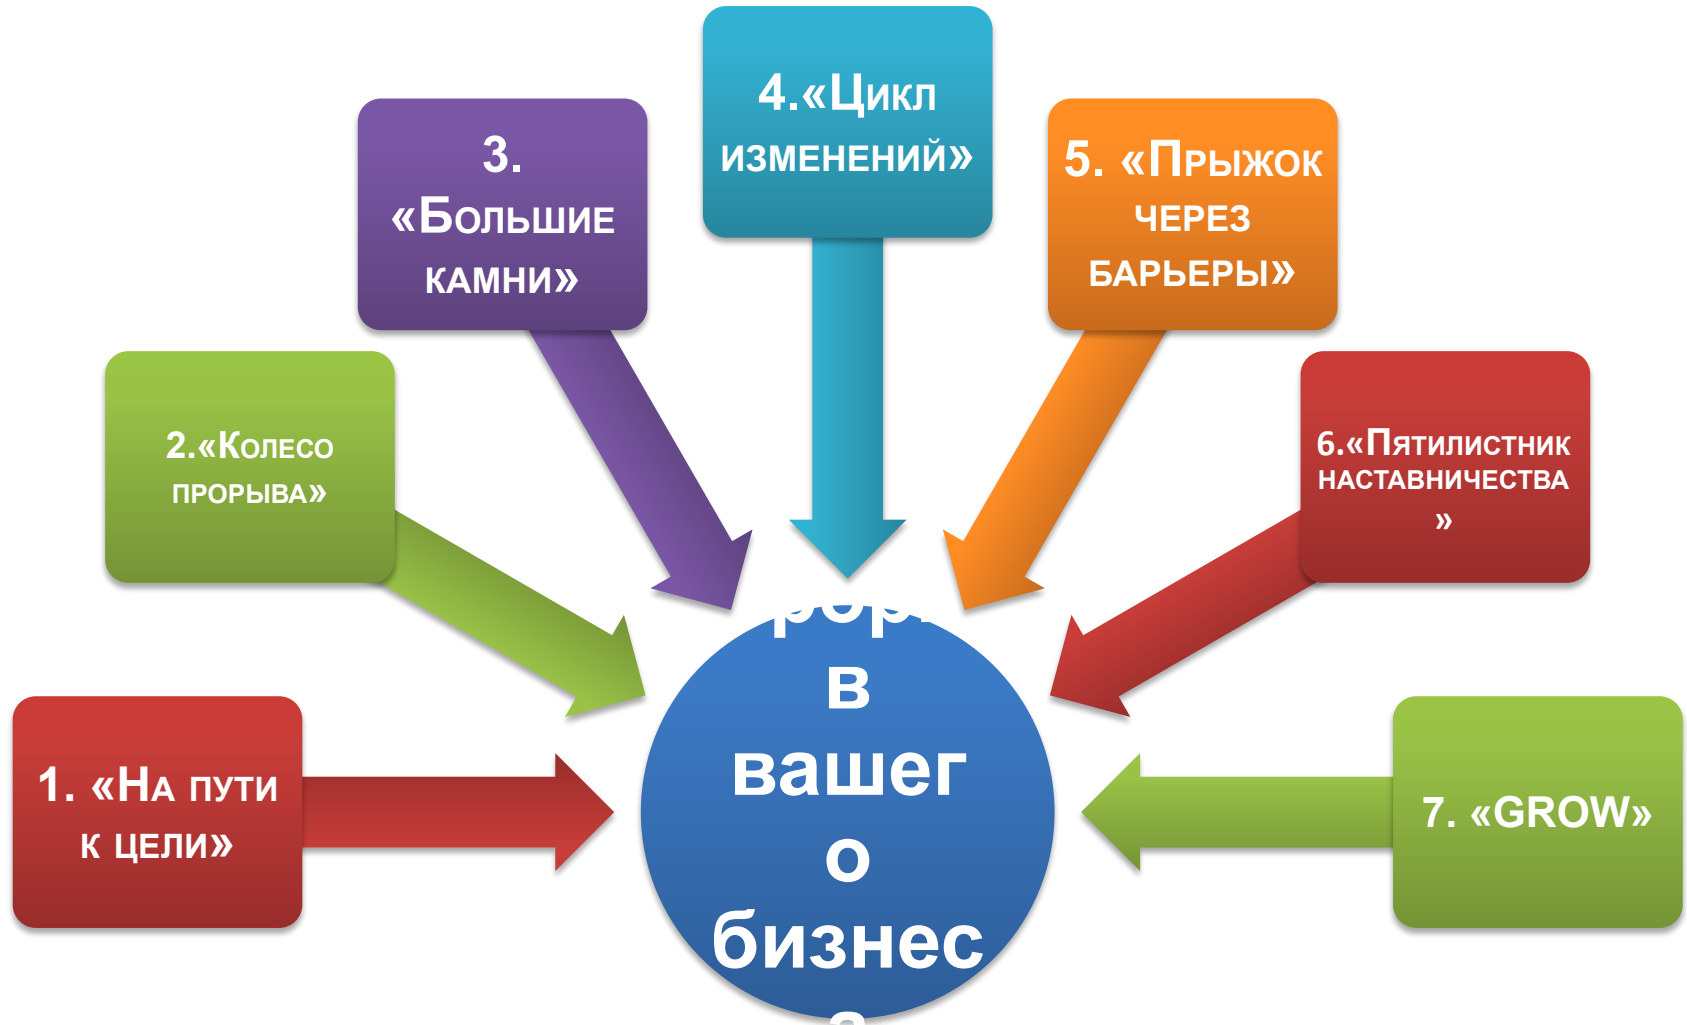 1. «На пути
к цели»
2.«Колесо
прорыва»
3.
«Большие
камни»
4.«Цикл
изменений»
5. «Прыжок
через
барьеры»
6.«Пятилистник
наставничества
»
7. «GROW»
в
вашег
о
бизнес